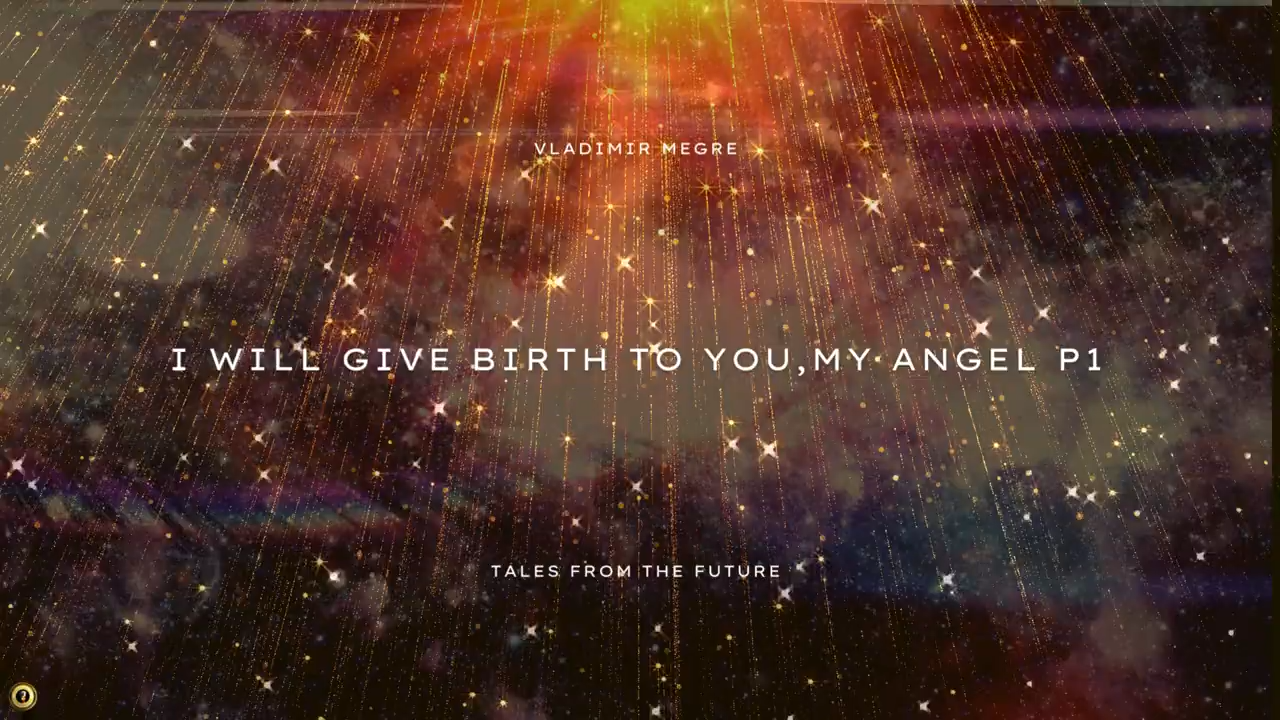 VLADIMIR MEGRE
I WILL GIVE BIRTH TO YOU,MY ANGEL P1
TALES FROM THE FUTURE